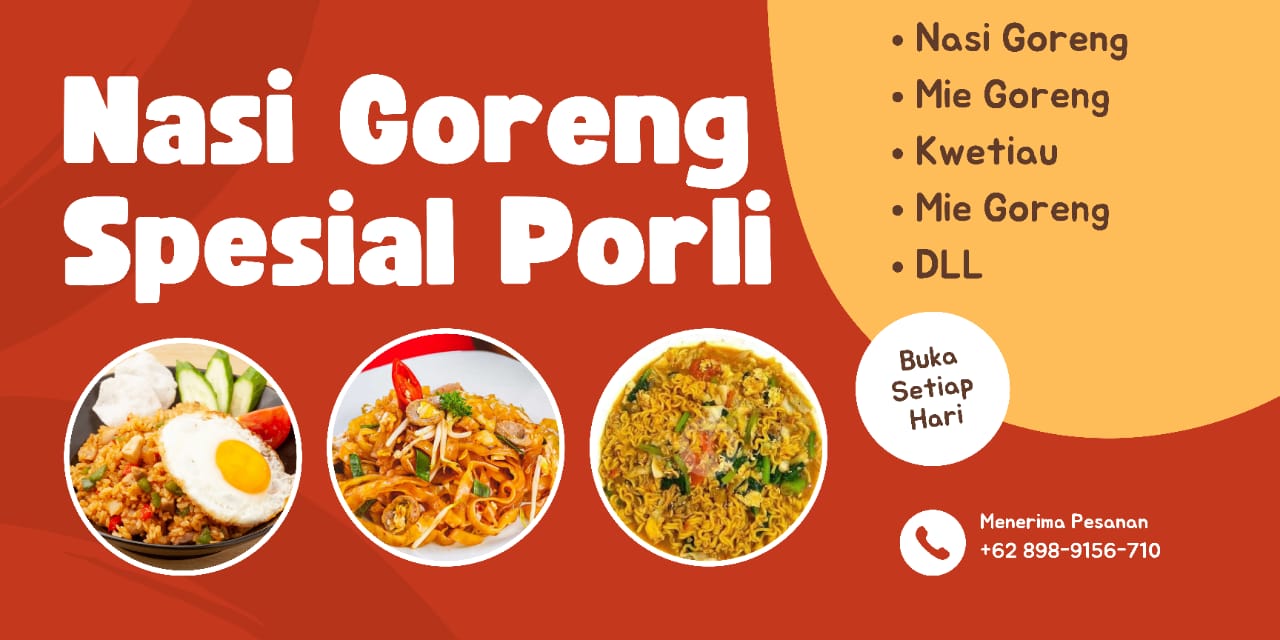 Nasi Goreng
Spesial Porli
• Nasi Goreng
• Mie Goreng
• Kwetiau
• Mie Goreng
• DLL
Buka
Setiap
Hari
Menerima Pesanan
+62 898-9156-710